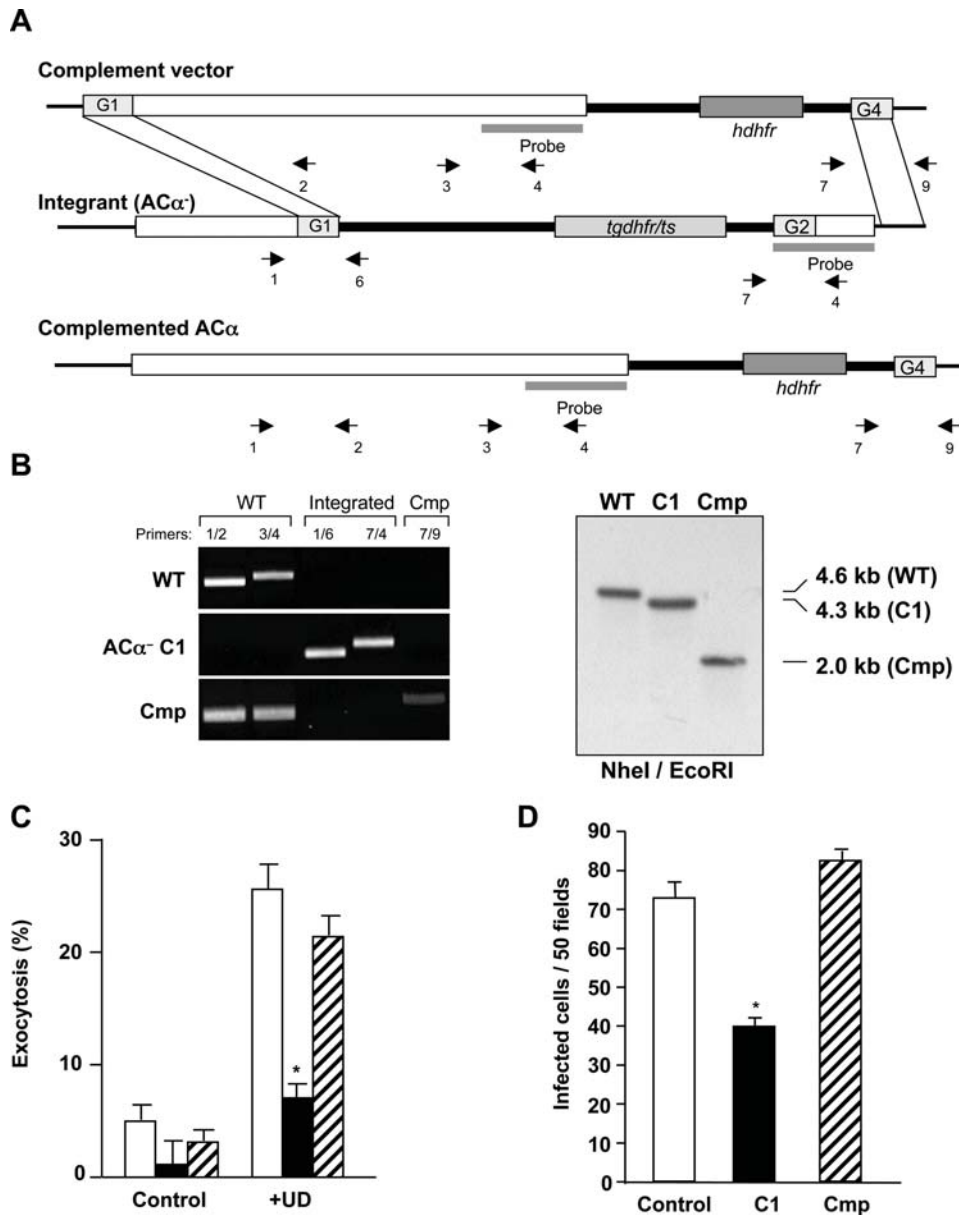 A
Complement vector
G1
hdhfr
G4
Probe
2
3
4
7
9
Integrant (ACα-)
G1
tgdhfr/ts
G2
Probe
1
6
7
4
Complemented ACα
hdhfr
G4
Probe
1
2
3
4
7
9
B
WT Integrated Cmp
Primers: 1/2 3/4 1/6 7/4 7/9
WT
ACα– C1
Cmp
WT C1 Cmp
4.6 kb (WT)
4.3 kb (C1)
2.0 kb (Cmp)
NheI / EcoRI
C
Exocytosis (%)
30
20
10
0
*
Control +UD
D
Infected cells / 50 fields
90
80
70
60
50
40
30
20
10
0
*
Control C1 Cmp